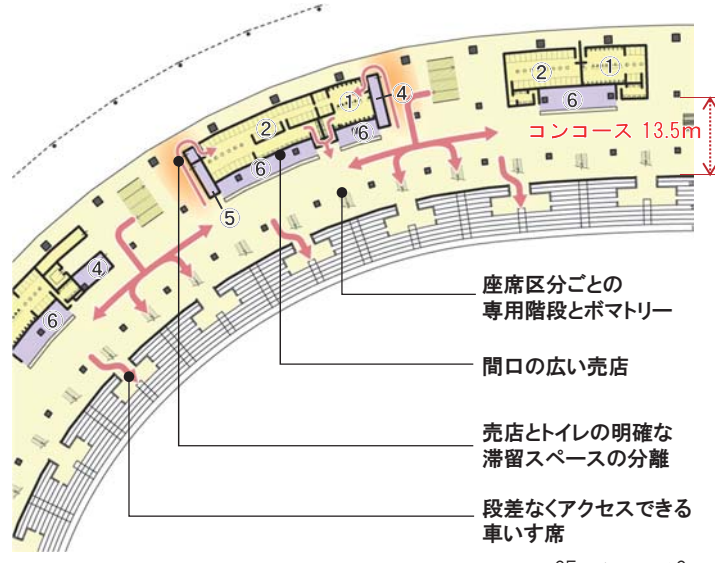 ② ①
⑥
コンコース 13.5m
① ④
②
⑥
⑥
⑤
④
⑥
座席区分ごとの
専用階段とボマトリー
間口の広い売店
売店とトイレの明確な
滞留スペースの分離
段差なくアクセスできる
車いす席